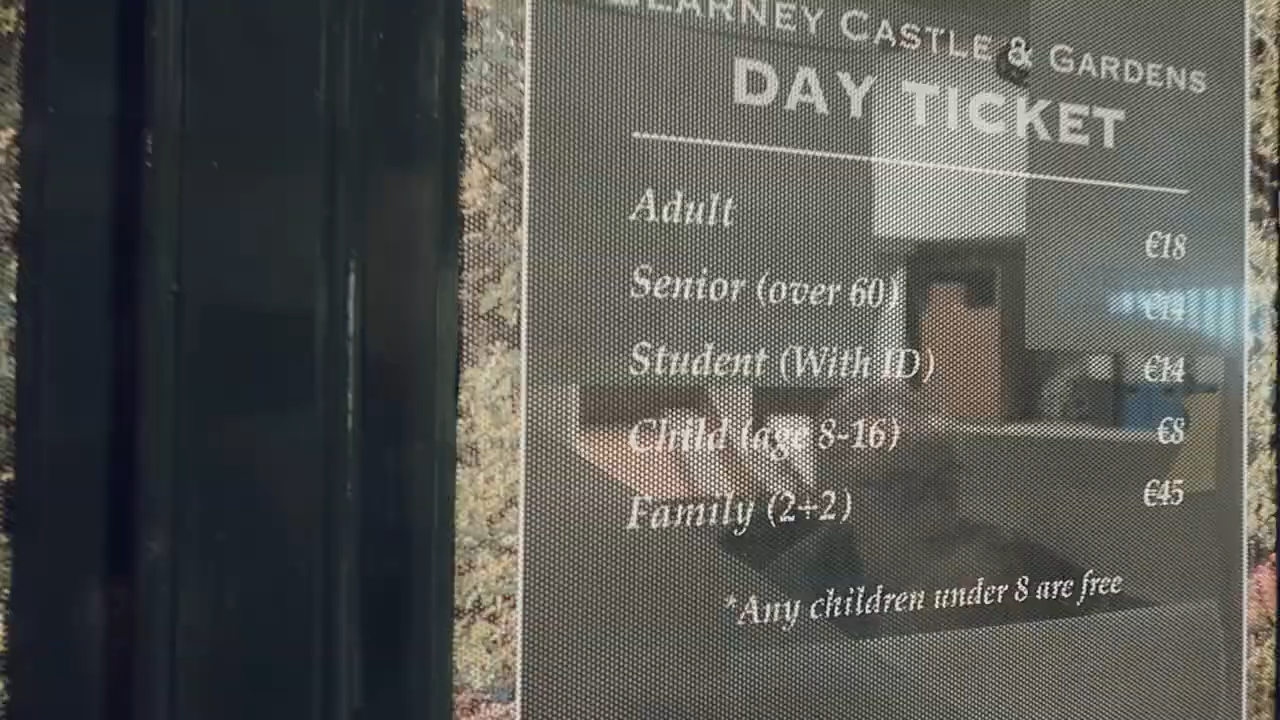 BLARNEY CASTLE & GARDENS
DAY TICKET
Adult €18
Senior (over 60) €14
Student (With ID) €14
Child (age 8-16) €8
Family (2+2) €45
*Any children under 8 are free